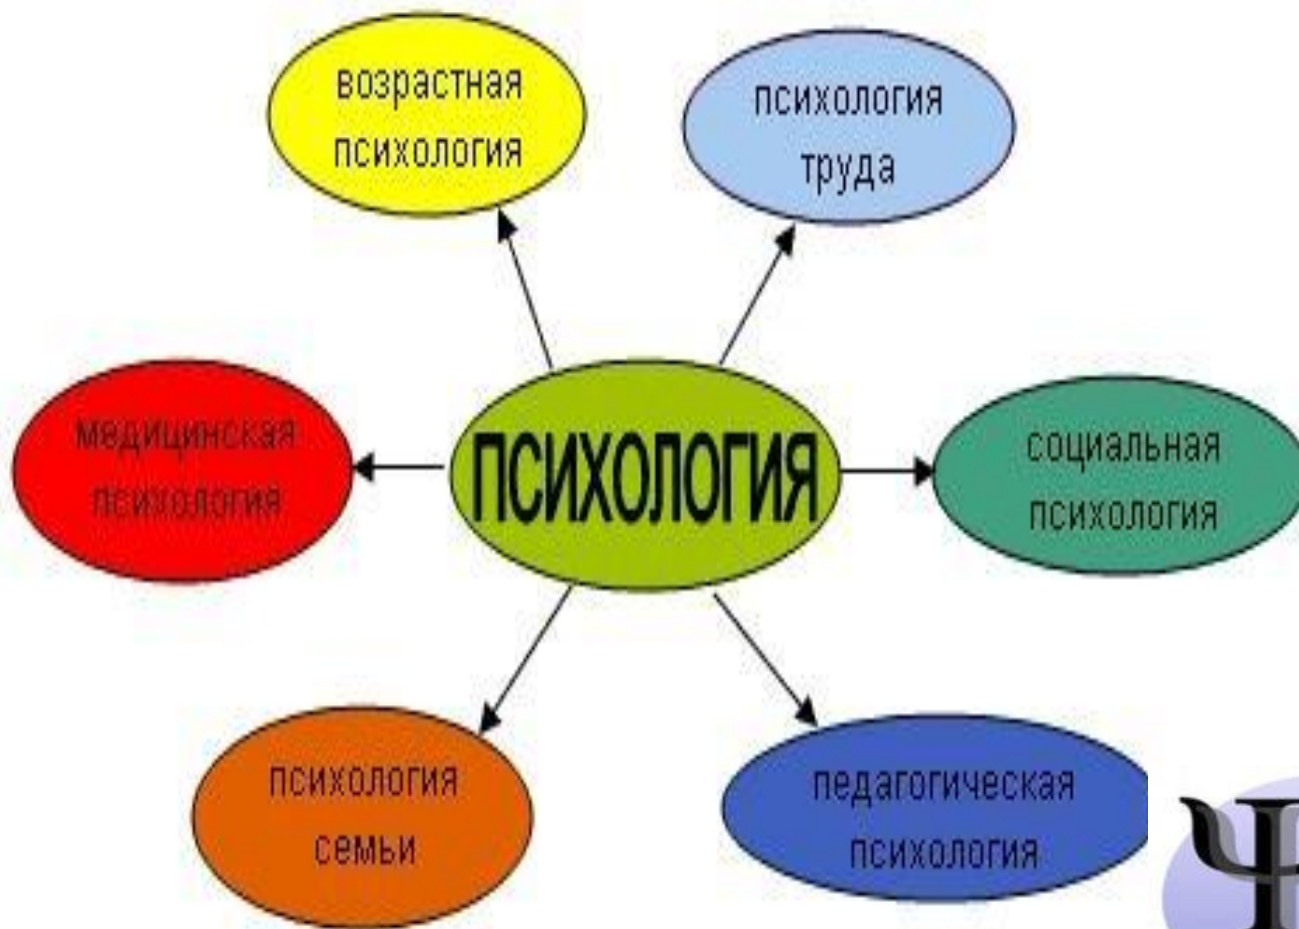 возрастная
психология
психология
труда
медицинская
психология
ПСИХОЛОГИЯ
социальная
психология
психология
семьи
педагогическая
психология
Ψ